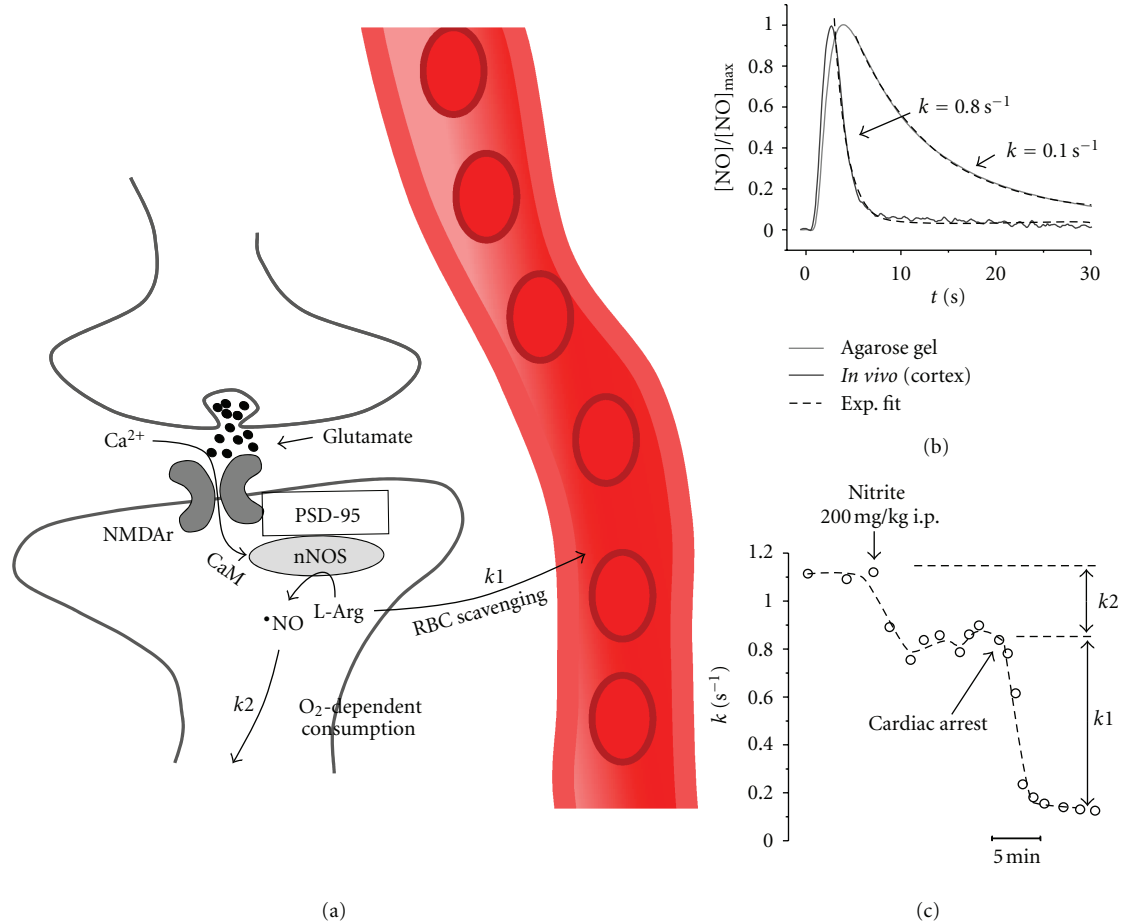 Ca2+
Glutamate
NMDAr
PSD-95
nNOS
CaM
L-Arg
•NO
k1
RBC scavenging
k2
O2-dependent
consumption
(a)
[NO]/[NO]max
1
0.8
0.6
0.4
0.2
0
k = 0.8 s−1
k = 0.1 s−1
0
10
20
30
t (s)
Agarose gel
In vivo (cortex)
Exp. fit
(b)
Nitrite
200 mg/kg i.p.
k (s−1)
1.2
1
0.8
0.6
0.4
0.2
0
k2
k1
Cardiac arrest
5 min
(c)